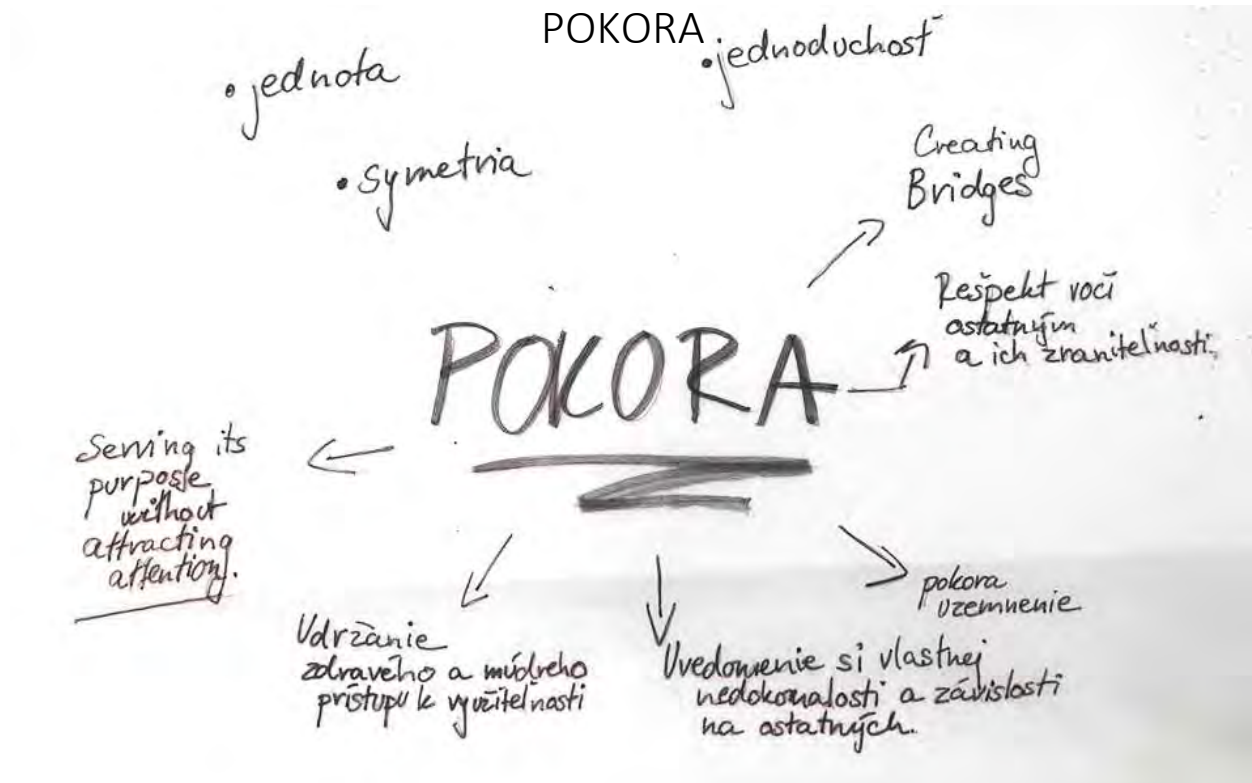 POKORA
• jednota
• jednoduchosť
• symetria
Creating
Bridges
Rešpekt voči
ostatným
a ich zraniteľnosti.
POKORA
Serving its
purpose
without
attracting
attention.
pokora
uzemnenie
Udržanie
zdravého a múdreho
prístupu k využiteľnosti
Uvedomenie si vlastnej
nedokonalosti a závislosti
na ostatných.